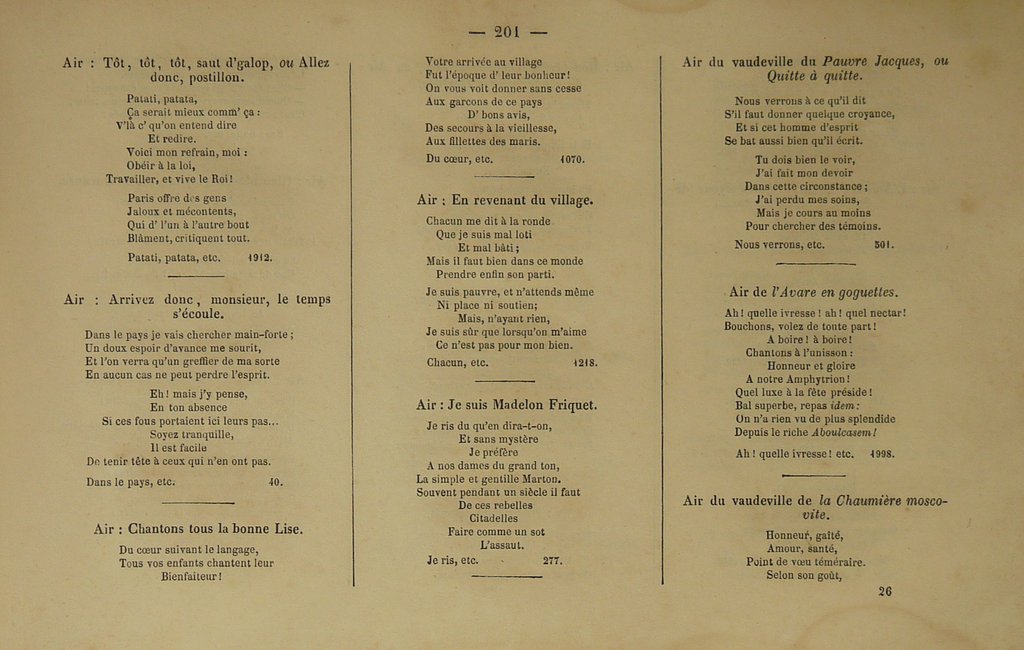 — 201 —
Air : Tôt, tôt, tôt, saut d'galop, ou Allez
donc, postillon.
Patati, patata,
Ça serait mieux comm' ça :
V'là c' qu'on entend dire
Et redire.
Voici mon refrain, moi :
Obéir à la loi,
Travailler, et vive le Roi !
Paris offre des gens
Jaloux et mécontents,
Qui d' l'un à l'autre bout
Blâment, critiquent tout.
Patati, patata, etc. 1912.
Air : Arrivez donc, monsieur, le temps
s'écoule.
Dans le pays je vais chercher main-forte ;
Un doux espoir d'avance me sourit,
Et l'on verra qu'un greffier de ma sorte
En aucun cas ne peut perdre l'esprit.
Eh ! mais j'y pense,
En ton absence
Si ces fous portaient ici leurs pas...
Soyez tranquille,
Il est facile
De tenir tête à ceux qui n'en ont pas.
Dans le pays, etc. 40.
Air : Chantons tous la bonne Lise.
Du cœur suivant le langage,
Tous vos enfants chantent leur
Bienfaiteur !
Votre arrivée au village
Fut l'époque d' leur bonheur !
On vous voit donner sans cesse
Aux garcons de ce pays
D' bons avis,
Des secours à la vieillesse,
Aux fillettes des maris.
Du cœur, etc. 1070.
Air : En revenant du village.
Chacun me dit à la ronde
Que je suis mal loti
Et mal bâti ;
Mais il faut bien dans ce monde
Prendre enfin son parti.
Je suis pauvre, et n'attends même
Ni place ni soutien;
Mais, n'ayant rien,
Je suis sûr que lorsqu'on m'aime
Ce n'est pas pour mon bien.
Chacun, etc. 1218.
Air : Je suis Madelon Friquet.
Je ris du qu'en dira-t-on,
Et sans mystère
Je préfère
A nos dames du grand ton,
La simple et gentille Marton.
Souvent pendant un siècle il faut
De ces rebelles
Citadelles
Faire comme un sot
L'assaut.
Je ris, etc. 277.
Air du vaudeville du Pauvre Jacques, ou
Quitte à quitte.
Nous verrons à ce qu'il dit
S'il faut donner quelque croyance,
Et si cet homme d'esprit
Se bat aussi bien qu'il écrit.
Tu dois bien le voir,
J'ai fait mon devoir
Dans cette circonstance ;
J'ai perdu mes soins,
Mais je cours au moins
Pour chercher des témoins.
Nous verrons, etc. 501.
Air de l'Avare en goguettes.
Ah ! quelle ivresse ! ah ! quel nectar !
Bouchons, volez de toute part !
A boire ! à boire !
Chantons à l'unisson :
Honneur et gloire
A notre Amphytrion !
Quel luxe à la fête préside !
Bal superbe, repas idem :
On n'a rien vu de plus splendide
Depuis le riche Aboulcasem !
Ah ! quelle ivresse ! etc. 1998.
Air du vaudeville de la Chaumière mosco-
vite.
Honneur, gaîté,
Amour, santé,
Point de vœu téméraire.
Selon son goût,
26